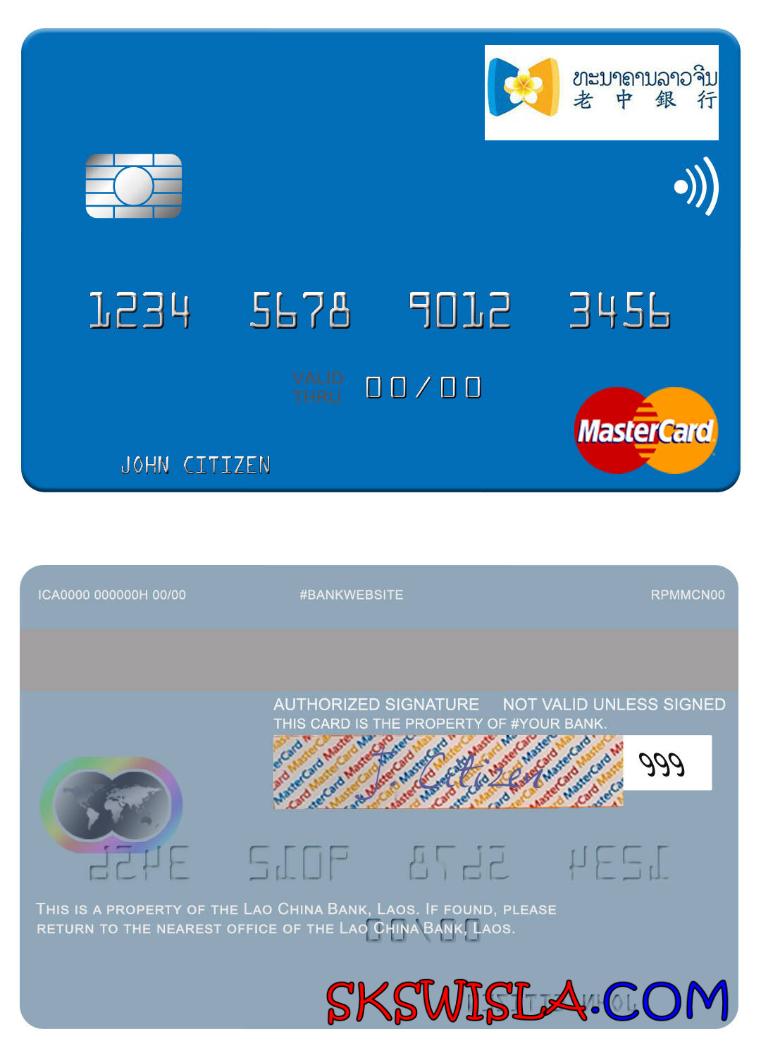 ທະນາຄານລາວຈີນ
老中銀行
1234 5678 9012 3456
VALID THRU 00/00
MasterCard
JOHN CITIZEN
ICA0000 000000H 00/00 #BANKWEBSITE RPMMCN00
AUTHORIZED SIGNATURE NOT VALID UNLESS SIGNED
THIS CARD IS THE PROPERTY OF #YOUR BANK.
J Citizen 999
THIS IS A PROPERTY OF THE LAO CHINA BANK, LAOS. IF FOUND, PLEASE
RETURN TO THE NEAREST OFFICE OF THE LAO CHINA BANK, LAOS.
SKSWISLA.COM